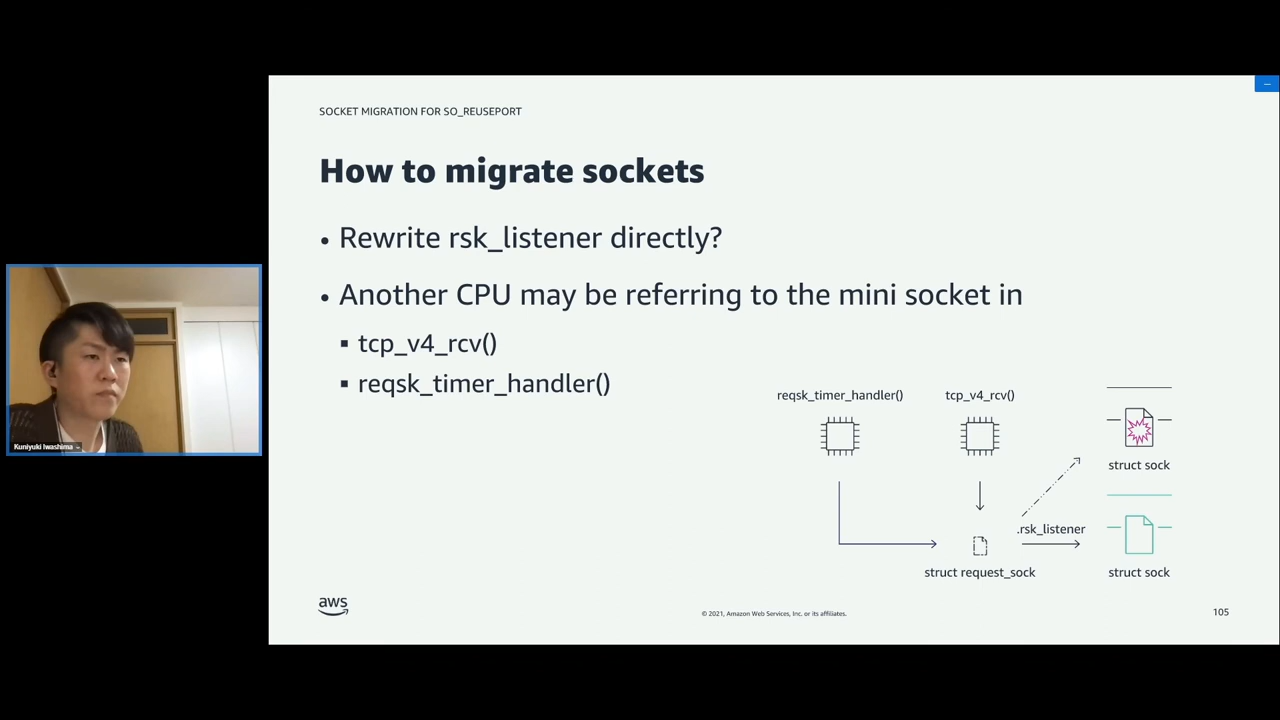 SOCKET MIGRATION FOR SO_REUSEPORT
How to migrate sockets
• Rewrite rsk_listener directly?
• Another CPU may be referring to the mini socket in
▪ tcp_v4_rcv()
▪ reqsk_timer_handler()
reqsk_timer_handler()
tcp_v4_rcv()
struct sock
.rsk_listener
struct request_sock
struct sock
Kuniyuki Iwashima
aws
© 2021, Amazon Web Services, Inc. or its affiliates.
105